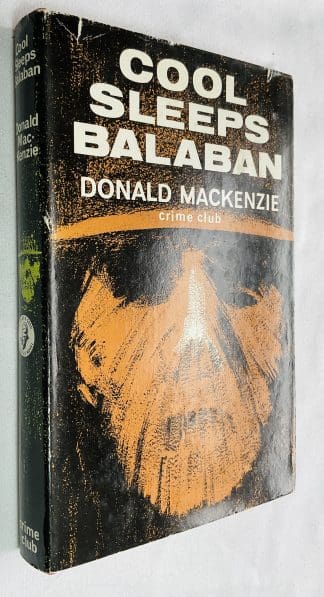 COOL
SLEEPS
BALABAN
DONALD MACKENZIE
crime club
Cool
Sleeps
Balaban
Donald
Mac-
Kenzie
crime
club